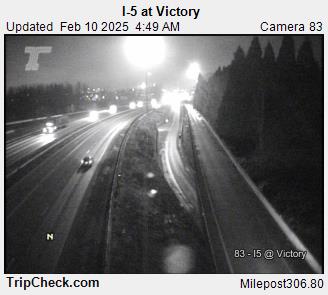 I-5 at Victory
Updated  Feb 10 2025  4:49 AM
Camera 83
T
N
83 - I5 @ Victory
TripCheck.com
Milepost306.80